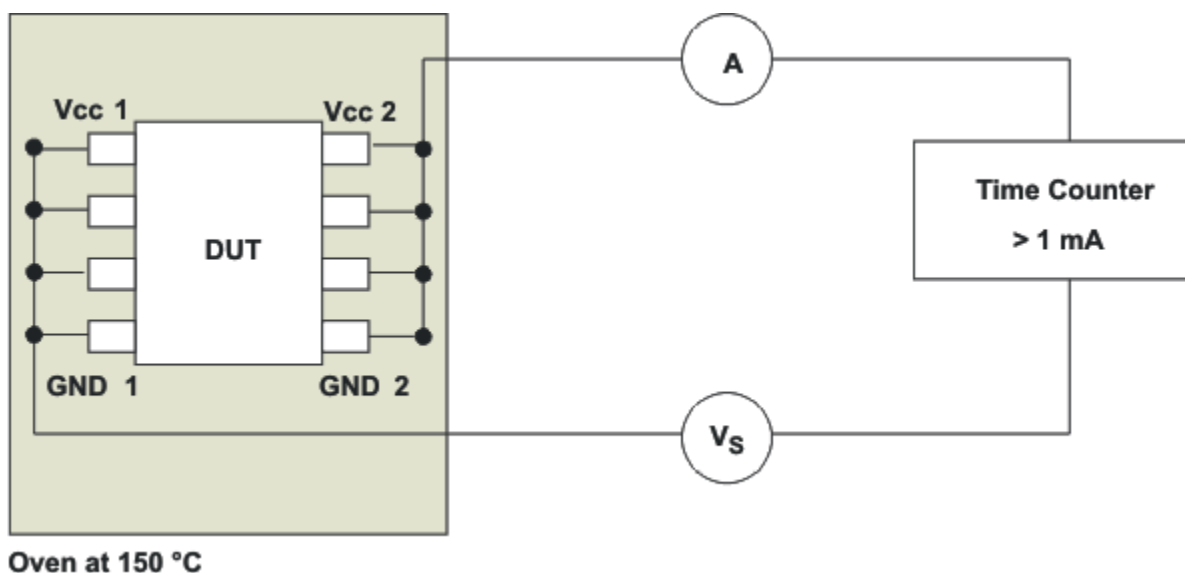 A
Vcc 1
Vcc 2
Time Counter
> 1 mA
DUT
GND 1
GND 2
VS
Oven at 150 °C